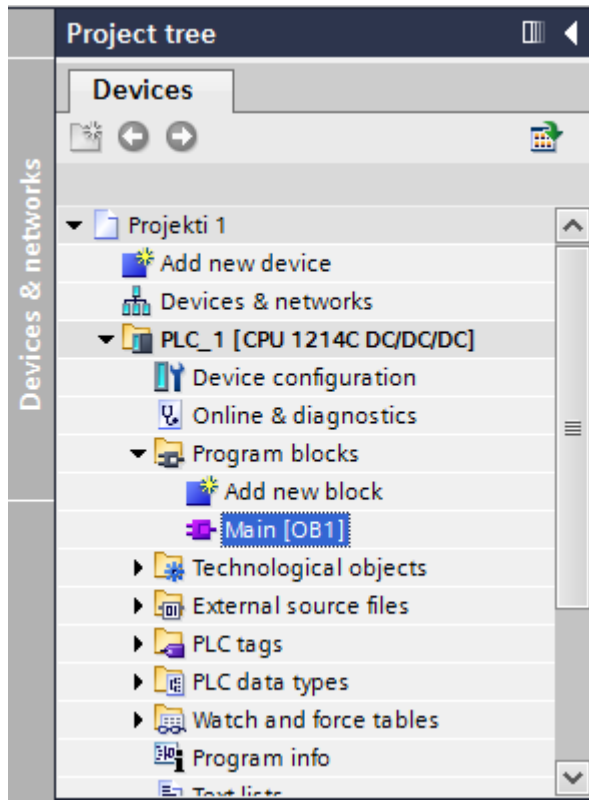 Project tree
Devices
Devices & networks
Projekti 1
Add new device
Devices & networks
PLC_1 [CPU 1214C DC/DC/DC]
Device configuration
Online & diagnostics
Program blocks
Add new block
Main [OB1]
Technological objects
External source files
PLC tags
PLC data types
Watch and force tables
Program info
Text lists